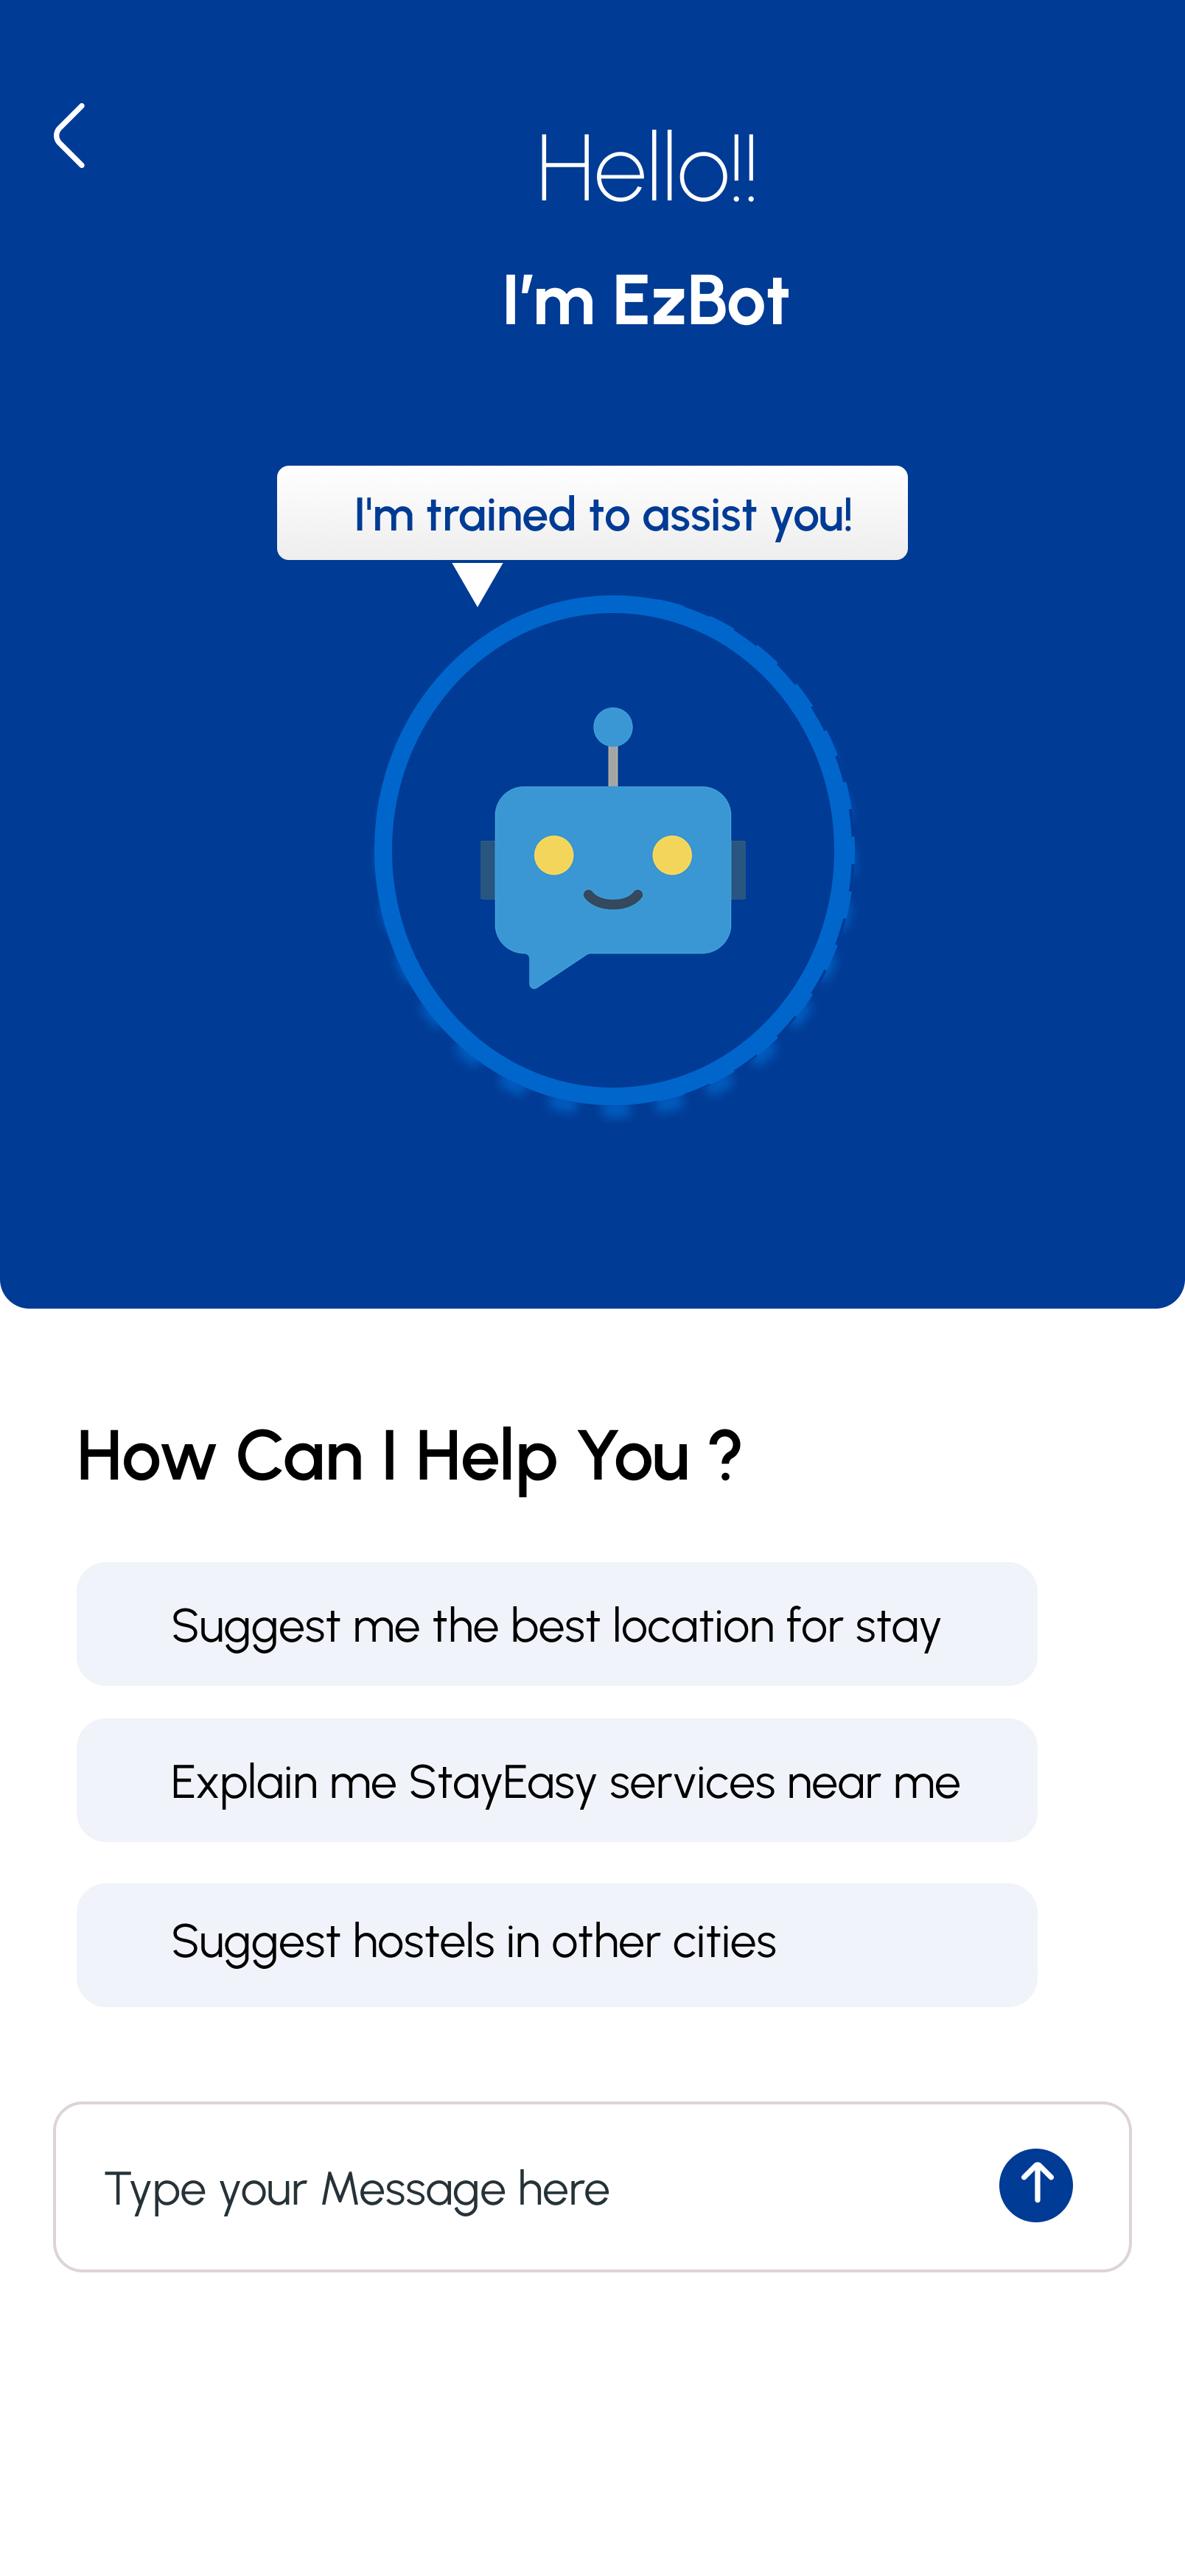 Hello!!
I’m EzBot
I'm trained to assist you!
How Can I Help You ?
Suggest me the best location for stay
Explain me StayEasy services near me
Suggest hostels in other cities
Type your Message here